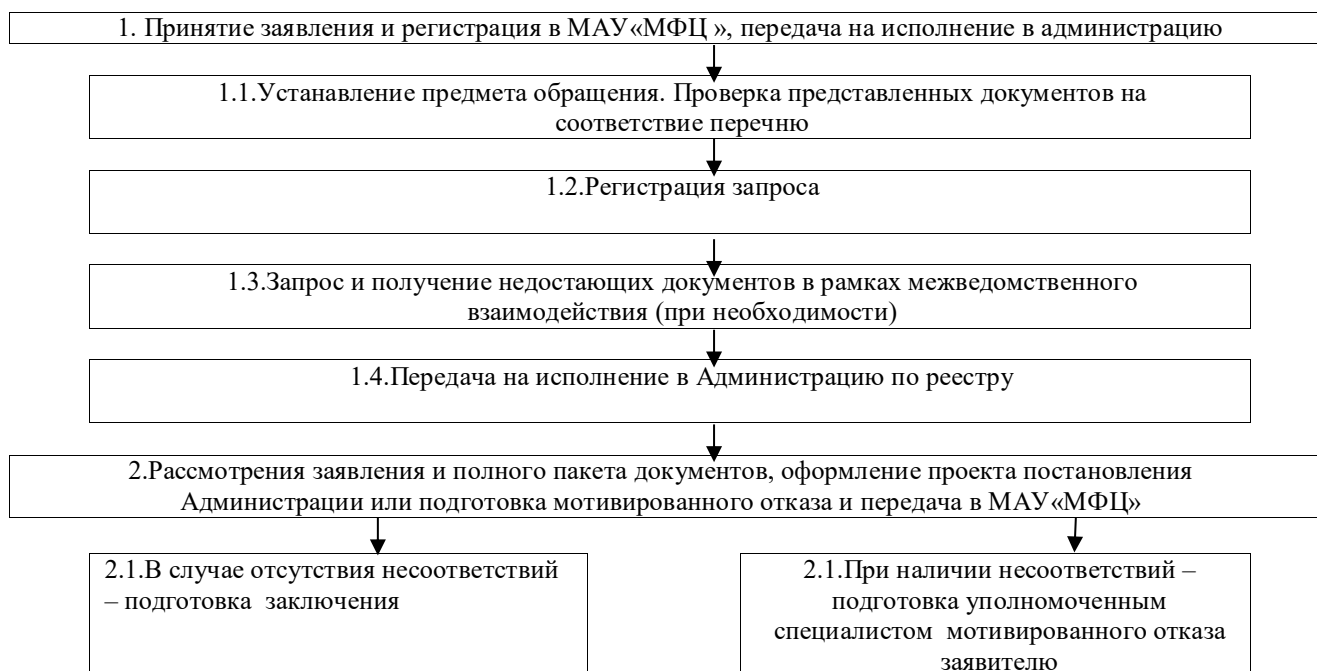 1. Принятие заявления и регистрация в МАУ«МФЦ », передача на исполнение в администрацию
1.1.Устанавление предмета обращения. Проверка представленных документов на
соответствие перечню
1.2.Регистрация запроса
1.3.Запрос и получение недостающих документов в рамках межведомственного
взаимодействия (при необходимости)
1.4.Передача на исполнение в Администрацию по реестру
2.Рассмотрения заявления и полного пакета документов, оформление проекта постановления
Администрации или подготовка мотивированного отказа и передача в МАУ«МФЦ»
2.1.В случае отсутствия несоответствий
– подготовка  заключения
2.1.При наличии несоответствий –
подготовка уполномоченным
специалистом  мотивированного отказа
заявителю